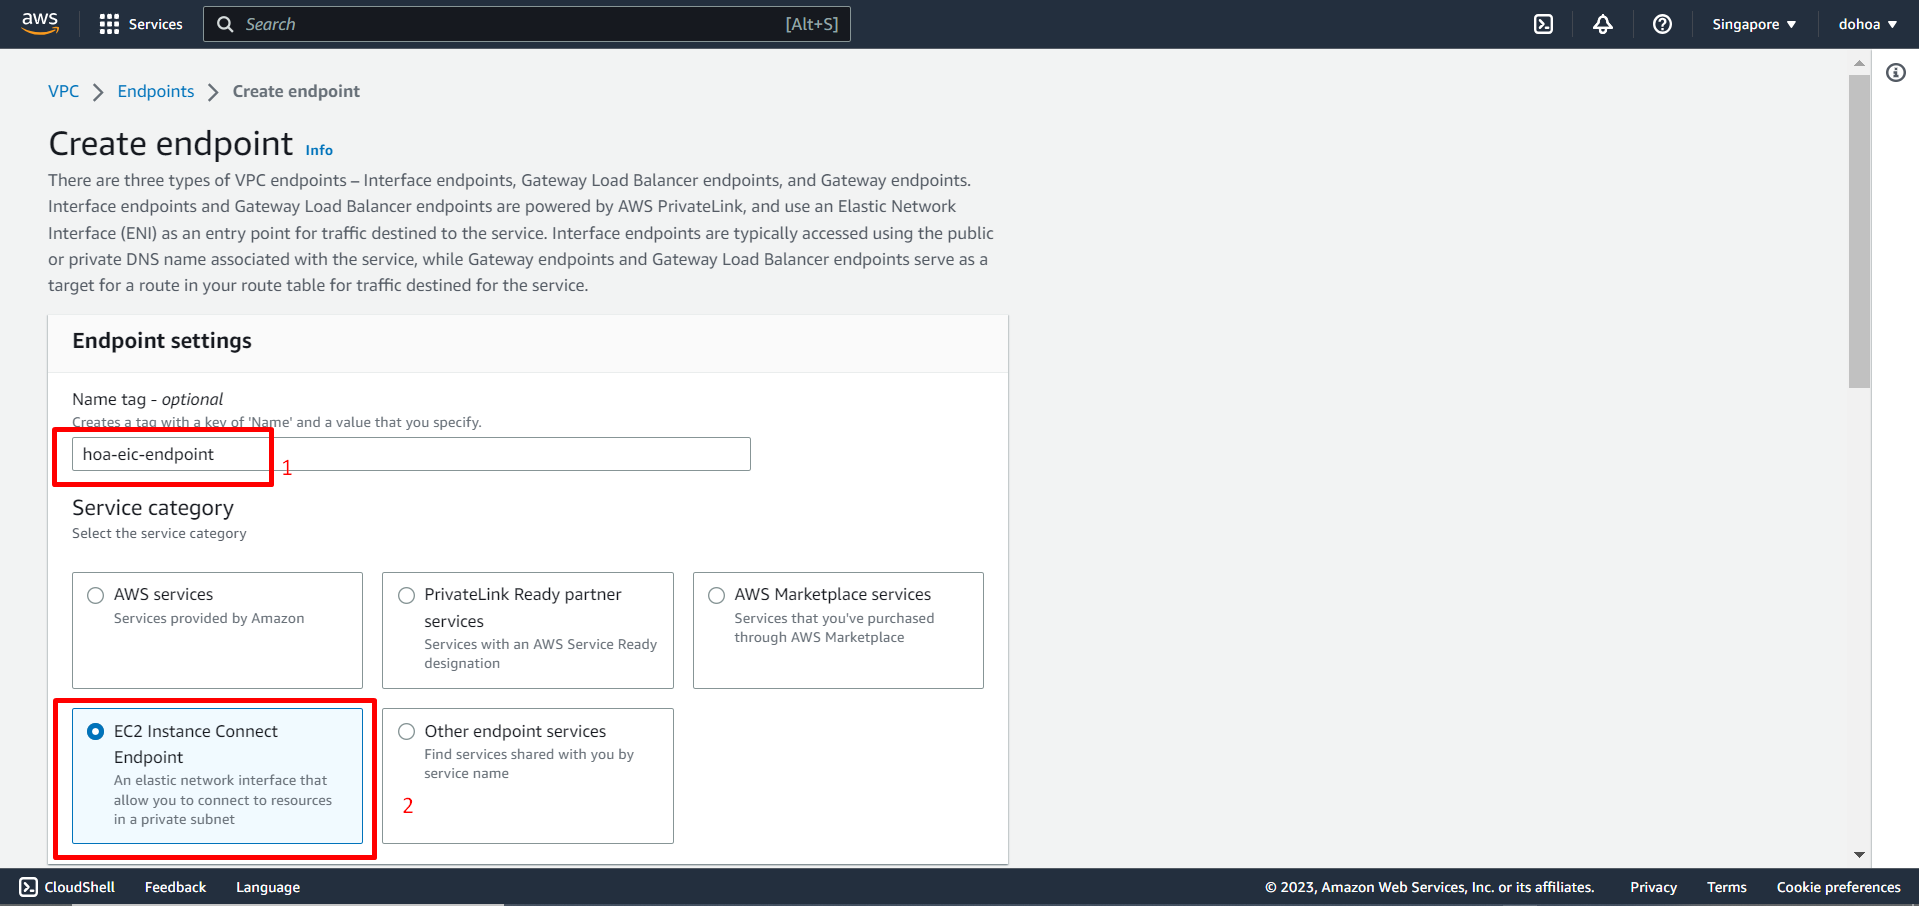 aws
Services
Search
[Alt+S]
Singapore
dohoa
VPC
Endpoints
Create endpoint
Create endpoint Info
There are three types of VPC endpoints – Interface endpoints, Gateway Load Balancer endpoints, and Gateway endpoints.
Interface endpoints and Gateway Load Balancer endpoints are powered by AWS PrivateLink, and use an Elastic Network
Interface (ENI) as an entry point for traffic destined to the service. Interface endpoints are typically accessed using the public
or private DNS name associated with the service, while Gateway endpoints and Gateway Load Balancer endpoints serve as a
target for a route in your route table for traffic destined for the service.
Endpoint settings
Name tag - optional
Creates a tag with a key of 'Name' and a value that you specify.
hoa-eic-endpoint
1
Service category
Select the service category
AWS services
Services provided by Amazon
PrivateLink Ready partner
services
Services with an AWS Service Ready
designation
AWS Marketplace services
Services that you've purchased
through AWS Marketplace
EC2 Instance Connect
Endpoint
An elastic network interface that
allow you to connect to resources
in a private subnet
Other endpoint services
Find services shared with you by
service name
2
CloudShell
Feedback
Language
© 2023, Amazon Web Services, Inc. or its affiliates.
Privacy
Terms
Cookie preferences